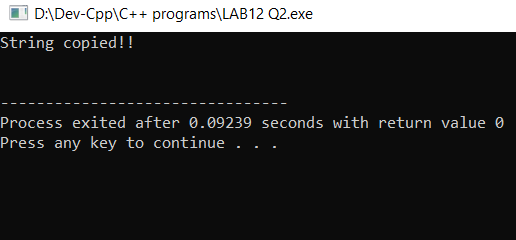 D:\Dev-Cpp\C++ programs\LAB12 Q2.exe
String copied!!
--------------------------------
Process exited after 0.09239 seconds with return value 0
Press any key to continue . . .